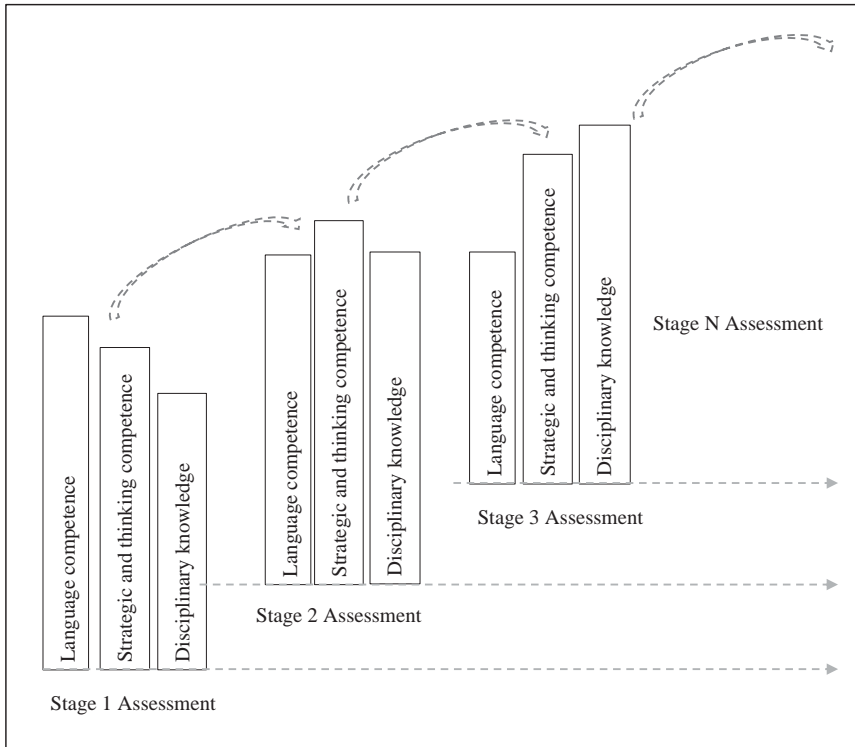 Language competence
Strategic and thinking competence
Disciplinary knowledge
Stage 1 Assessment
Language competence
Strategic and thinking competence
Disciplinary knowledge
Stage 2 Assessment
Language competence
Strategic and thinking competence
Disciplinary knowledge
Stage 3 Assessment
Stage N Assessment